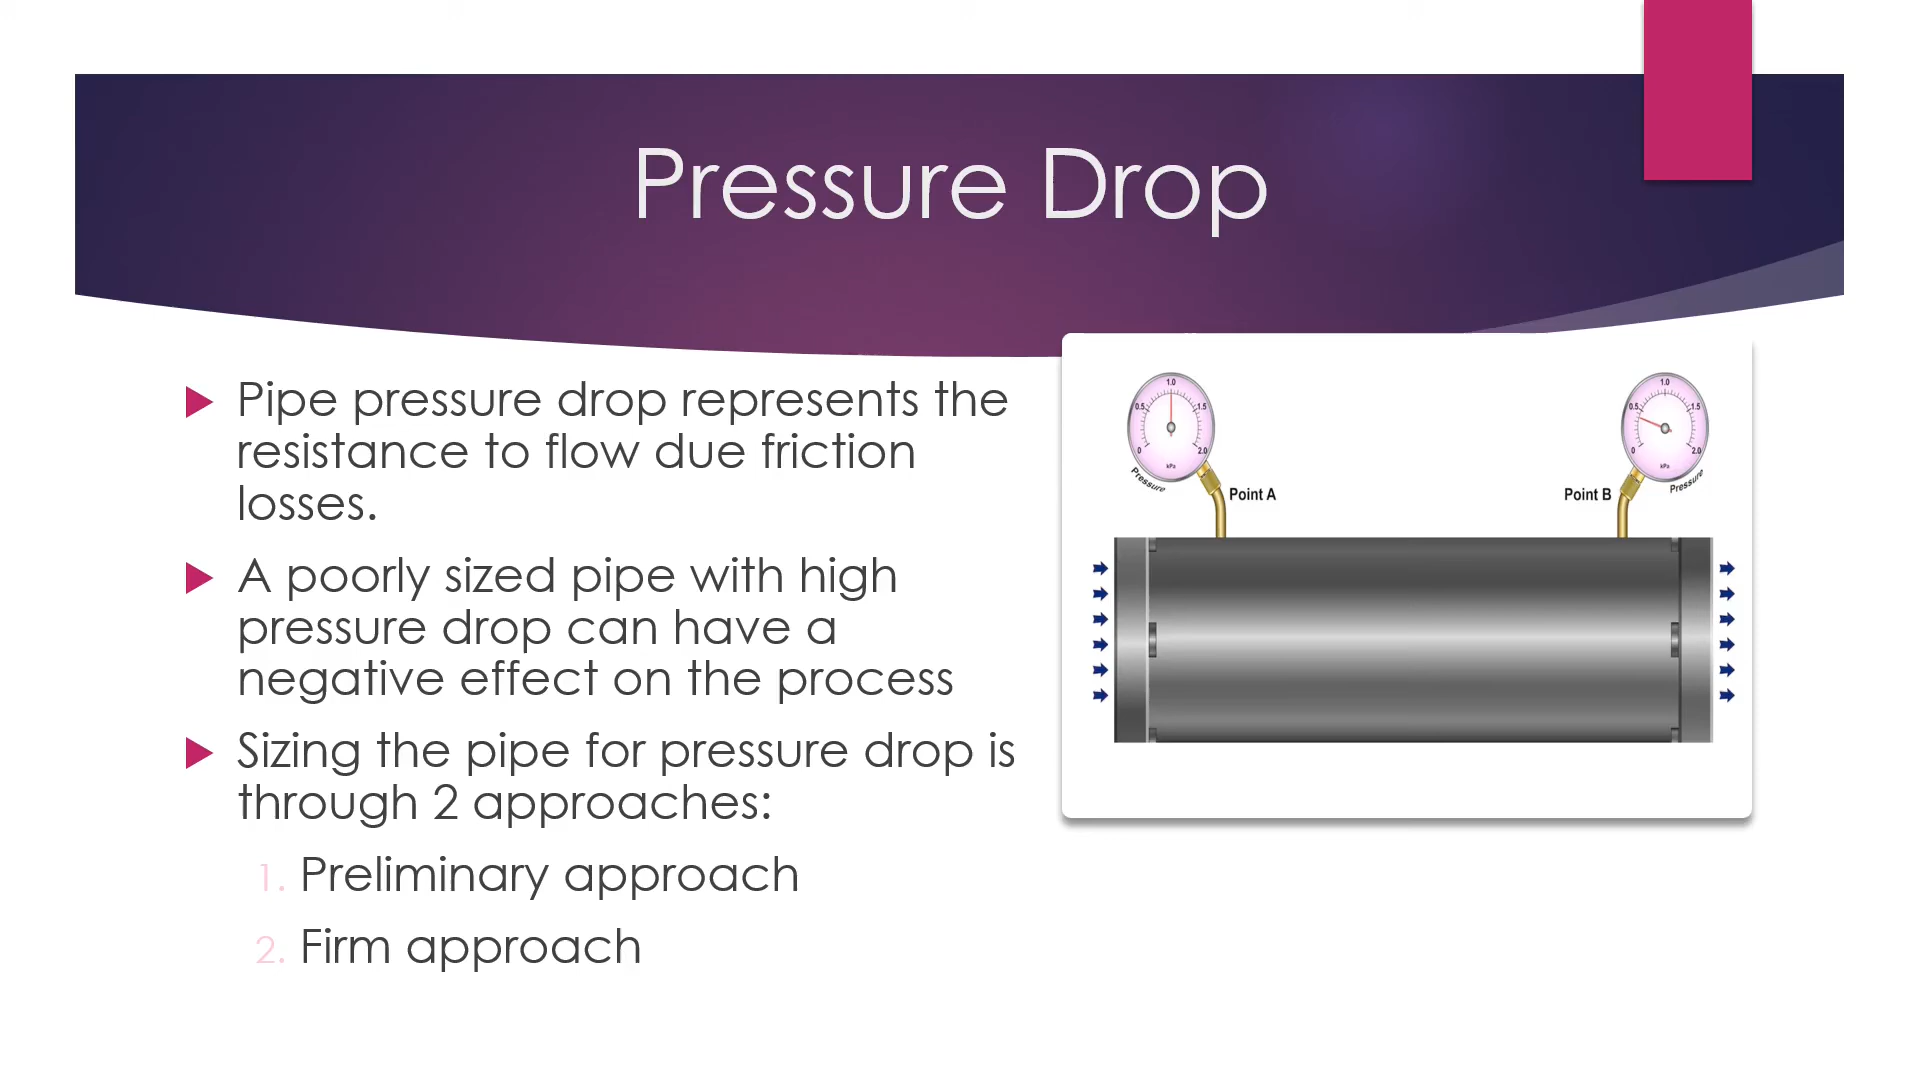 Pressure Drop
Pipe pressure drop represents the
resistance to flow due friction
losses.
A poorly sized pipe with high
pressure drop can have a
negative effect on the process
Sizing the pipe for pressure drop is
through 2 approaches:
1. Preliminary approach
2. Firm approach
1.0
0.5 1.5
0 2.0
kPa
Pressure
Point A
1.0
0.5 1.5
0 2.0
kPa
Pressure
Point B